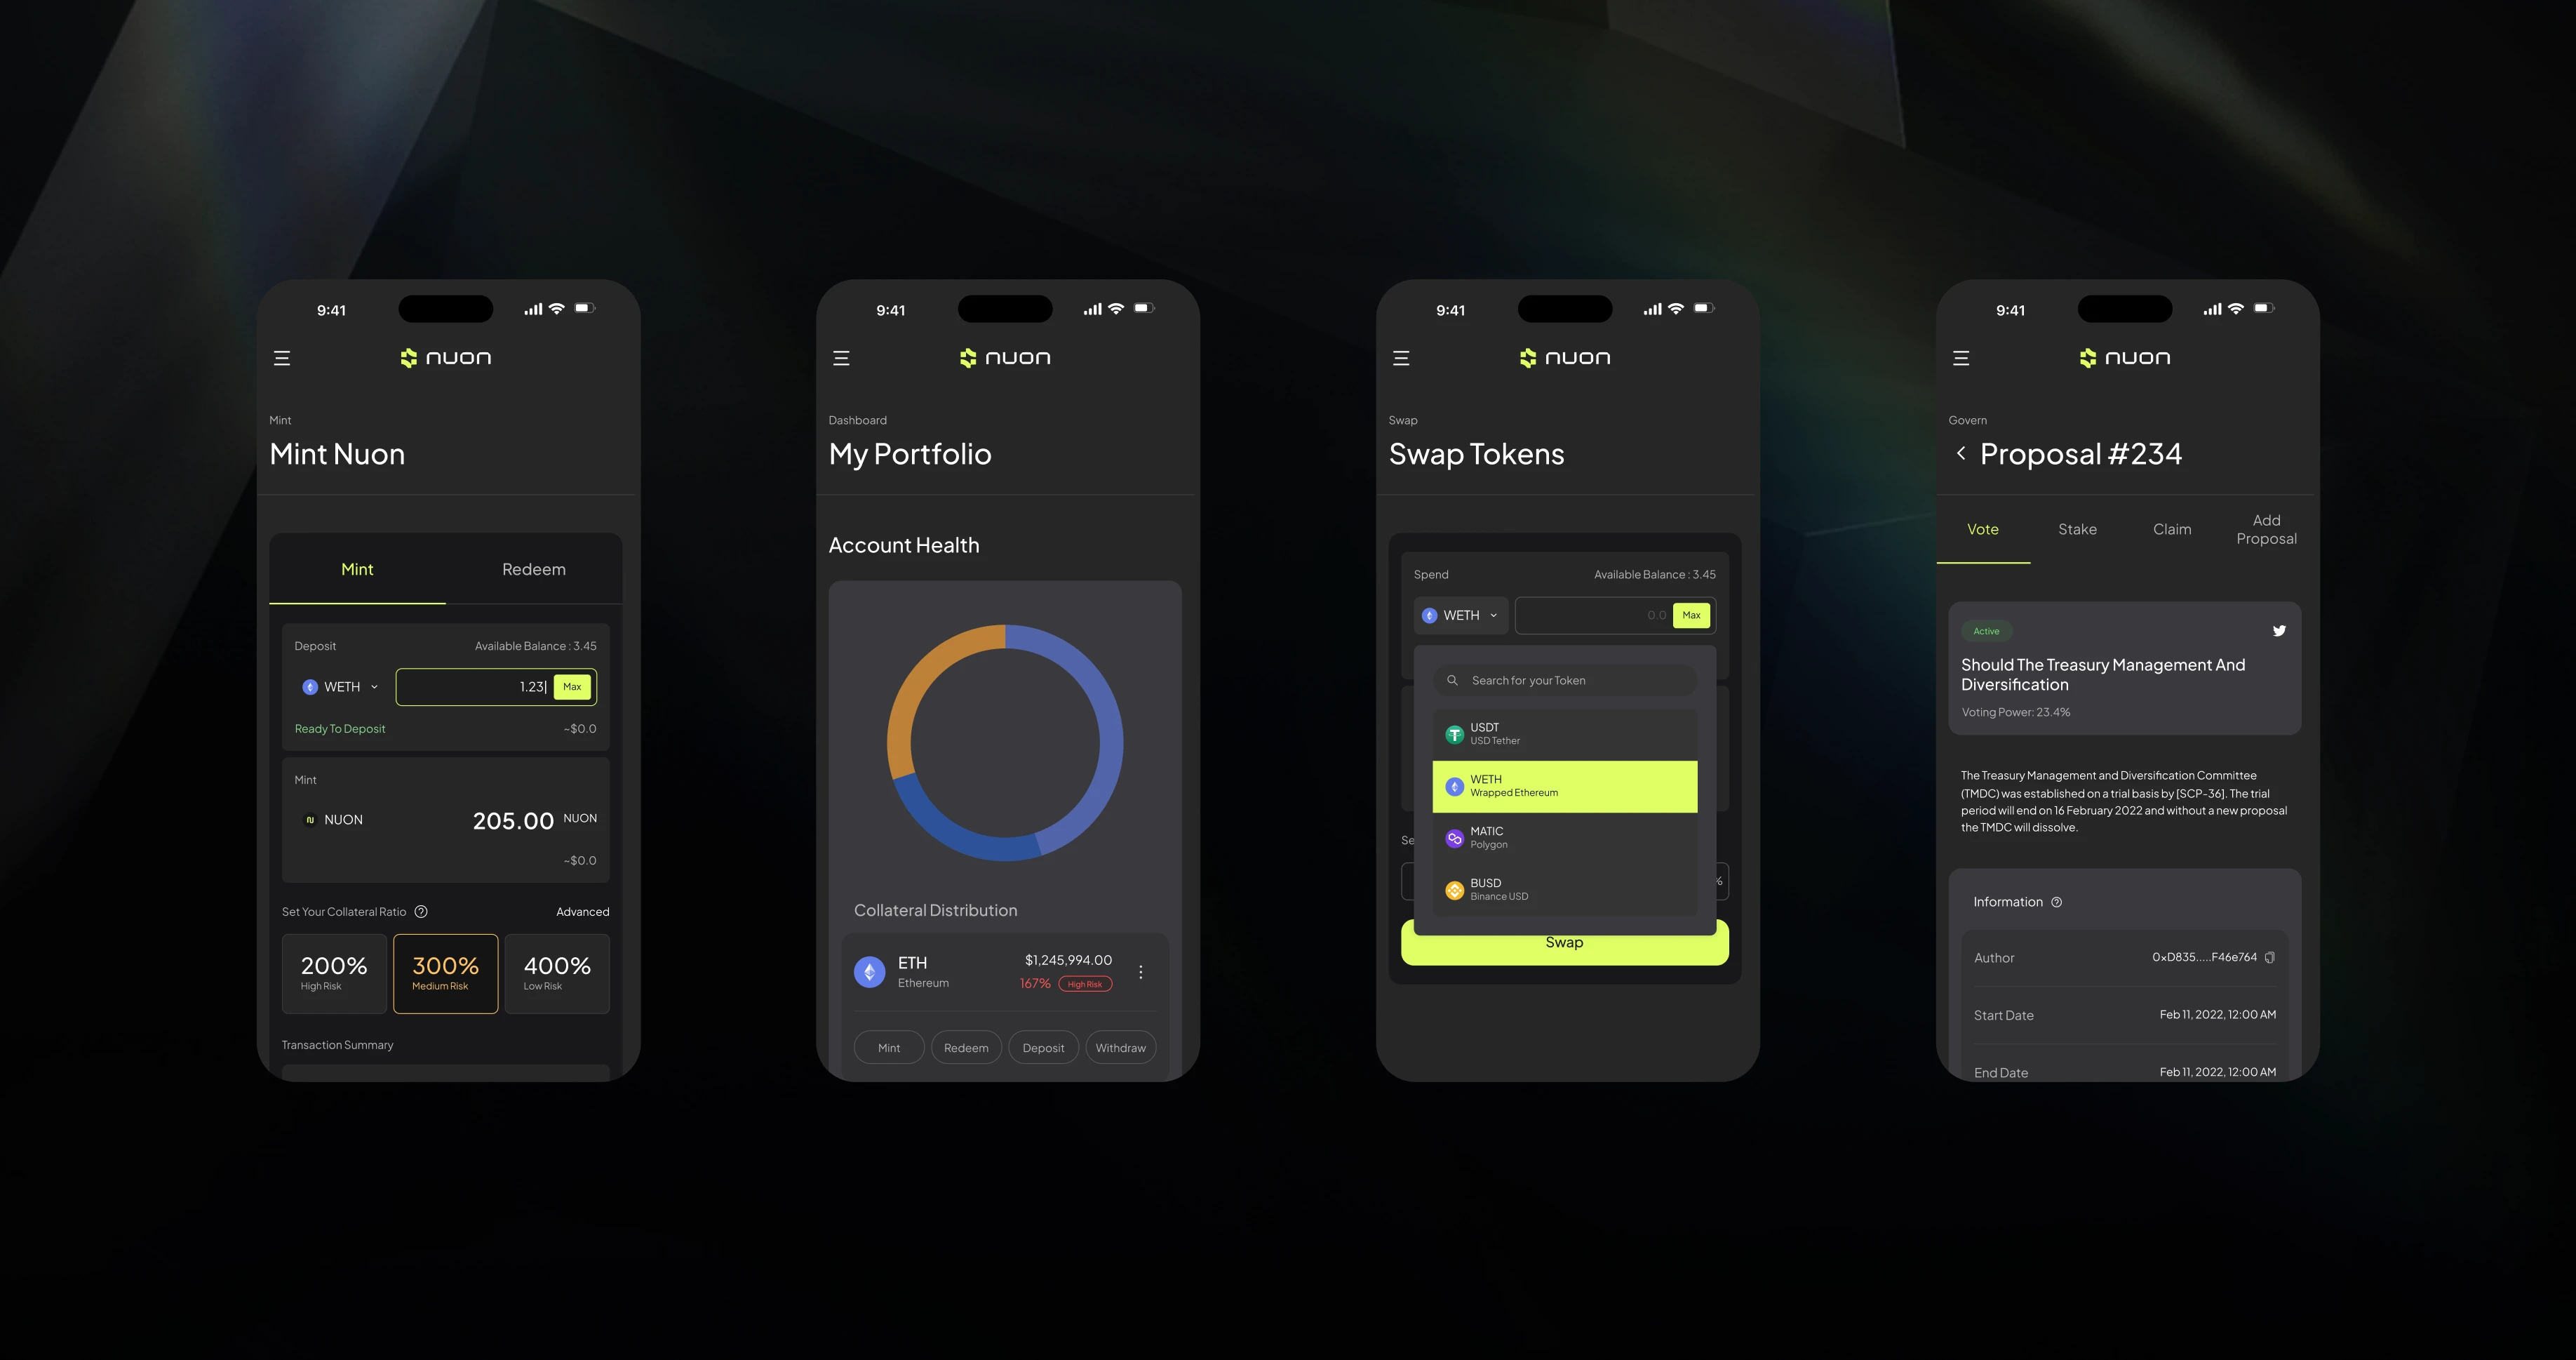 9:41
nuon
Mint
Mint Nuon
Mint Redeem
Deposit Available Balance : 3.45
WETH 1.23 Max
Ready To Deposit ~$0.0
Mint
NUON 205.00 NUON
~$0.0
Set Your Collateral Ratio Advanced
200% 300% 400%
High Risk Medium Risk Low Risk
Transaction Summary
9:41
nuon
Dashboard
My Portfolio
Account Health
Collateral Distribution
ETH $1,245,994.00
Ethereum 167% High Risk
Mint Redeem Deposit Withdraw
9:41
nuon
Swap
Swap Tokens
Spend Available Balance : 3.45
WETH 0.0 Max
Search for your Token
USDT
USD Tether
WETH
Wrapped Ethereum
MATIC
Polygon
Se
%
BUSD
Binance USD
Swap
9:41
nuon
Govern
Proposal #234
Vote Stake Claim Add
Proposal
Active
Should The Treasury Management And
Diversification
Voting Power: 23.4%
The Treasury Management and Diversification Committee
(TMDC) was established on a trial basis by [SCP-36]. The trial
period will end on 16 February 2022 and without a new proposal
the TMDC will dissolve.
Information
Author 0xD835.....F46e764
Start Date Feb 11, 2022, 12:00 AM
End Date Feb 11, 2022, 12:00 AM